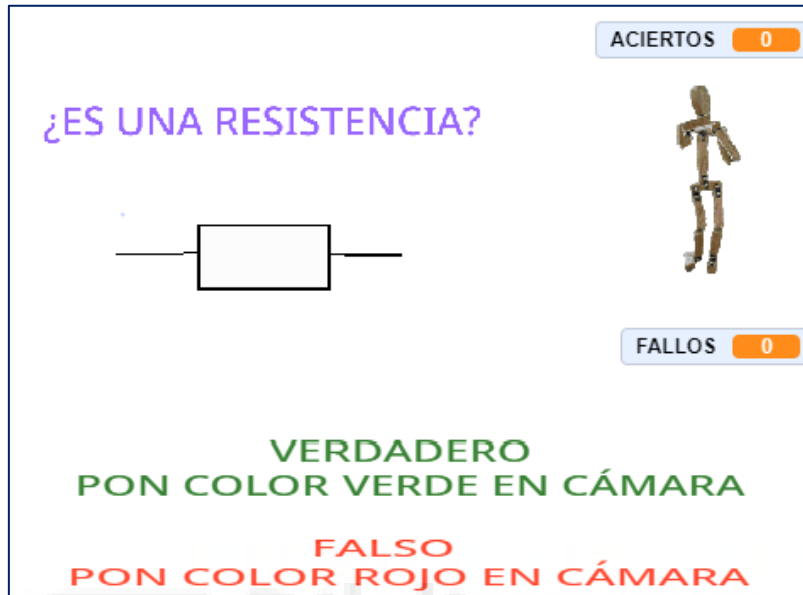 ACIERTOS 0
¿ES UNA RESISTENCIA?
FALLOS 0
VERDADERO
PON COLOR VERDE EN CÁMARA
FALSO
PON COLOR ROJO EN CÁMARA